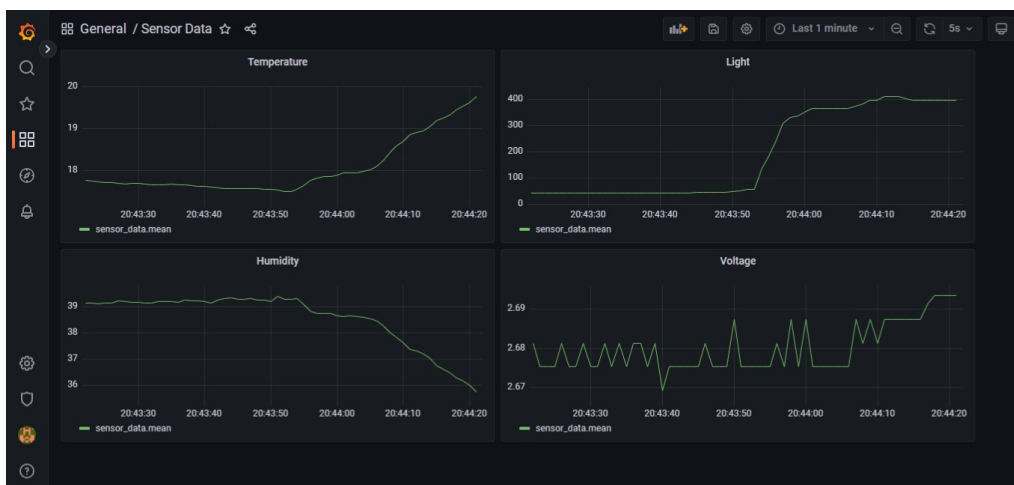 General / Sensor Data
Last 1 minute
5s
Temperature
20
19
18
20:43:30 20:43:40 20:43:50 20:44:00 20:44:10 20:44:20
sensor_data.mean
Light
400
300
200
100
0
20:43:30 20:43:40 20:43:50 20:44:00 20:44:10 20:44:20
sensor_data.mean
Humidity
39
38
37
36
20:43:30 20:43:40 20:43:50 20:44:00 20:44:10 20:44:20
sensor_data.mean
Voltage
2.69
2.68
2.67
20:43:30 20:43:40 20:43:50 20:44:00 20:44:10 20:44:20
sensor_data.mean